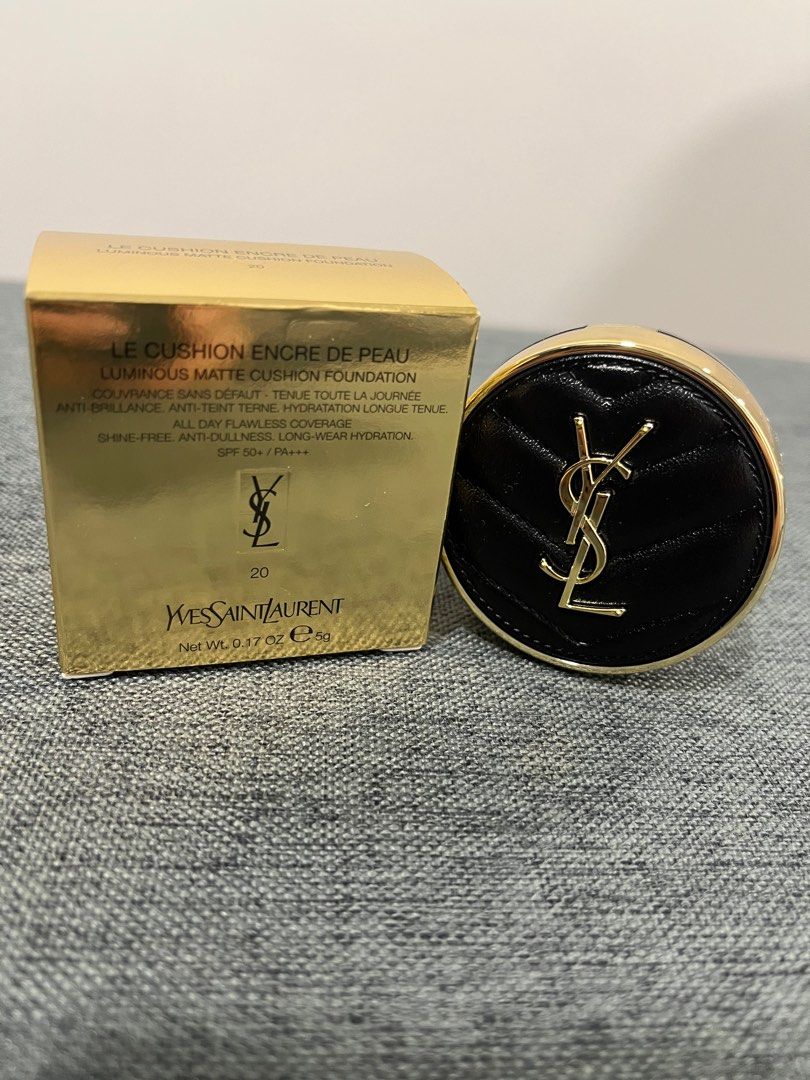 LE CUSHION ENCRE DE PEAU
LUMINOUS MATTE CUSHION FOUNDATION
20
LE CUSHION ENCRE DE PEAU
LUMINOUS MATTE CUSHION FOUNDATION
COUVRANCE SANS DÉFAUT - TENUE TOUTE LA JOURNÉE
ANTI-BRILLANCE. ANTI-TEINT TERNE. HYDRATATION LONGUE TENUE.
ALL DAY FLAWLESS COVERAGE
SHINE-FREE. ANTI-DULLNESS. LONG-WEAR HYDRATION.
SPF 50+ / PA+++
YSL
20
YVESSAINTLAURENT
Net Wt. 0.17 OZ e 5g
YSL